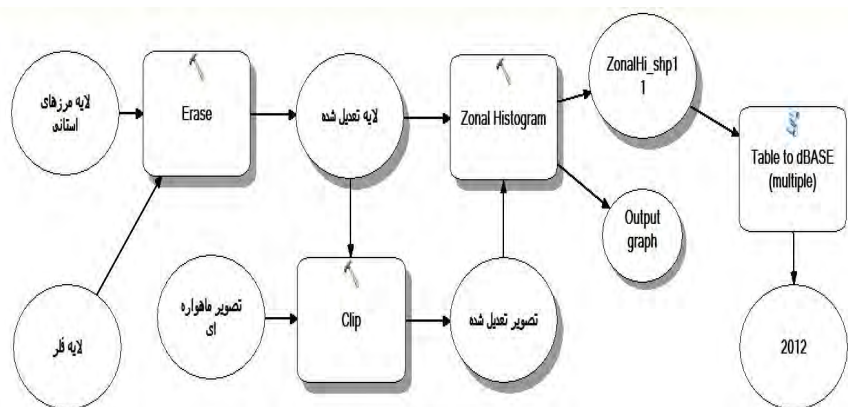 لایه مرزهای
استانی
Erase
لایه تعدیل شده
Zonal Histogram
ZonalHi_shp1
1
Table to dBASE
(multiple)
Output
graph
لایه فلر
تصویر ماهواره
ای
Clip
تصویر تعدیل شده
2012